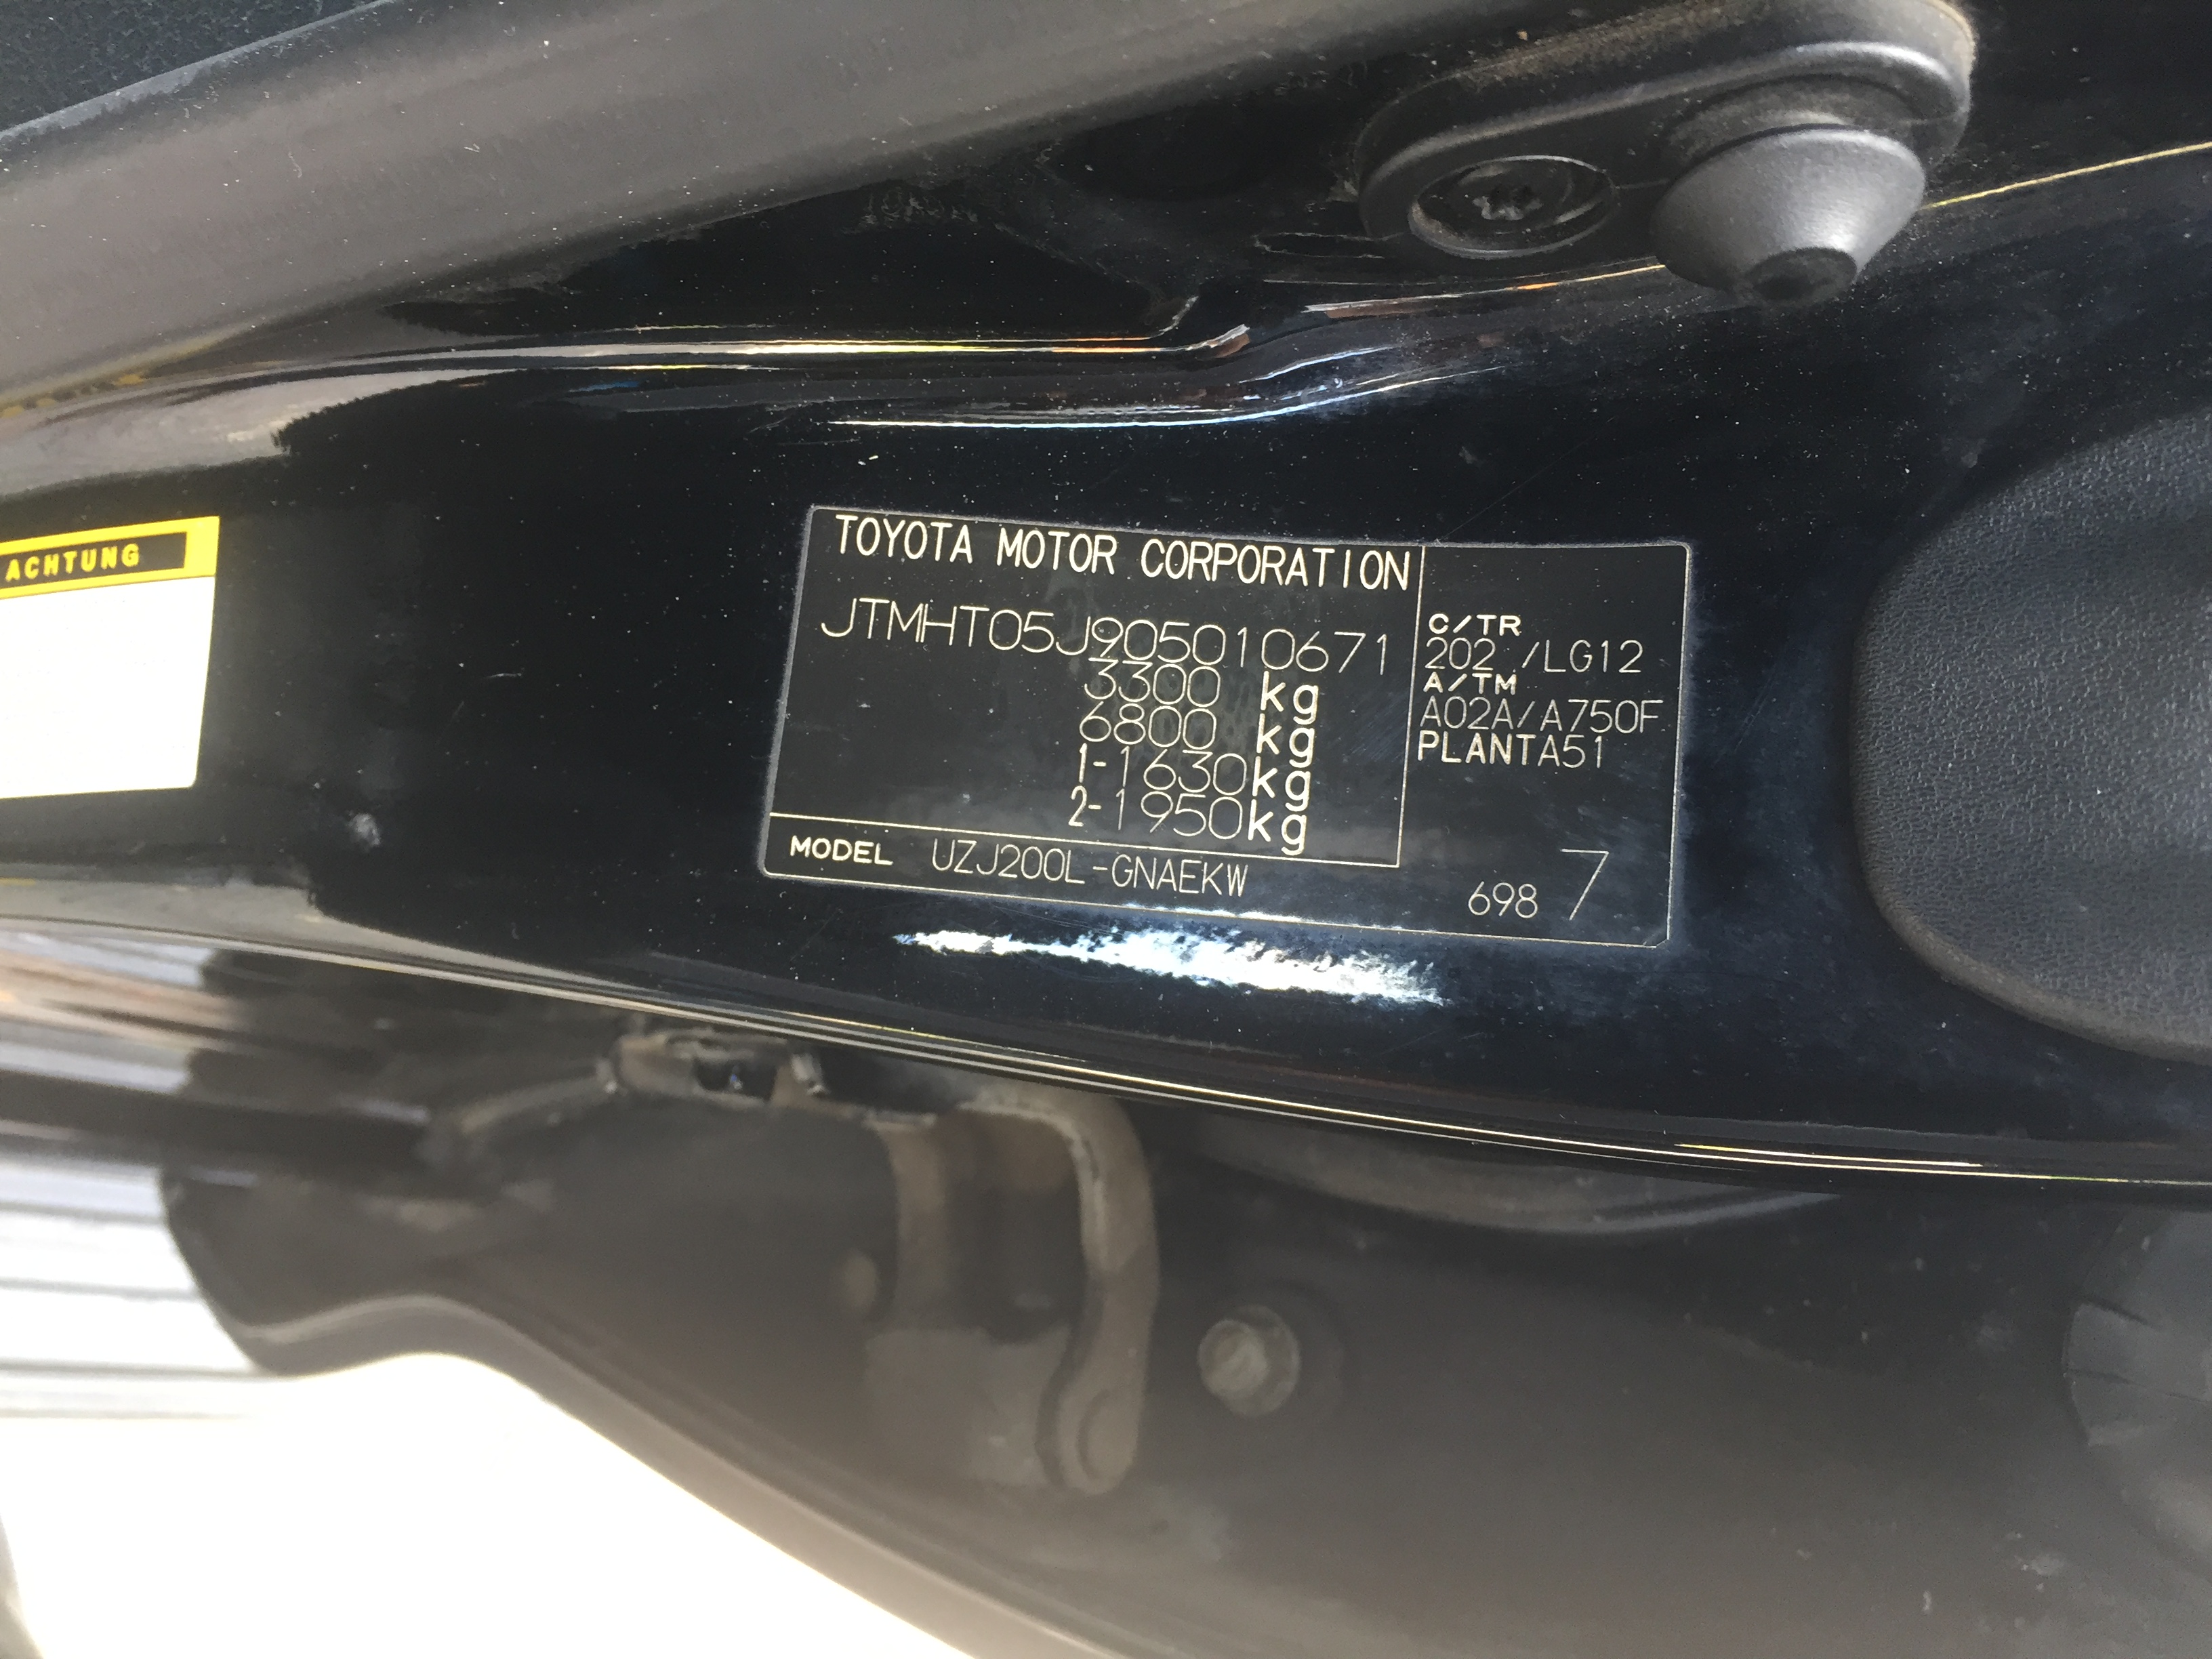 ACHTUNG
TOYOTA MOTOR CORPORATION
JTMHT05J905010671
3300 kg
6800 kg
1-1630kg
2-1950kg
MODEL UZJ200L-GNAEKW
C/TR
202 /LG12
A/TM
A02A/A750F
PLANTA51
698 7